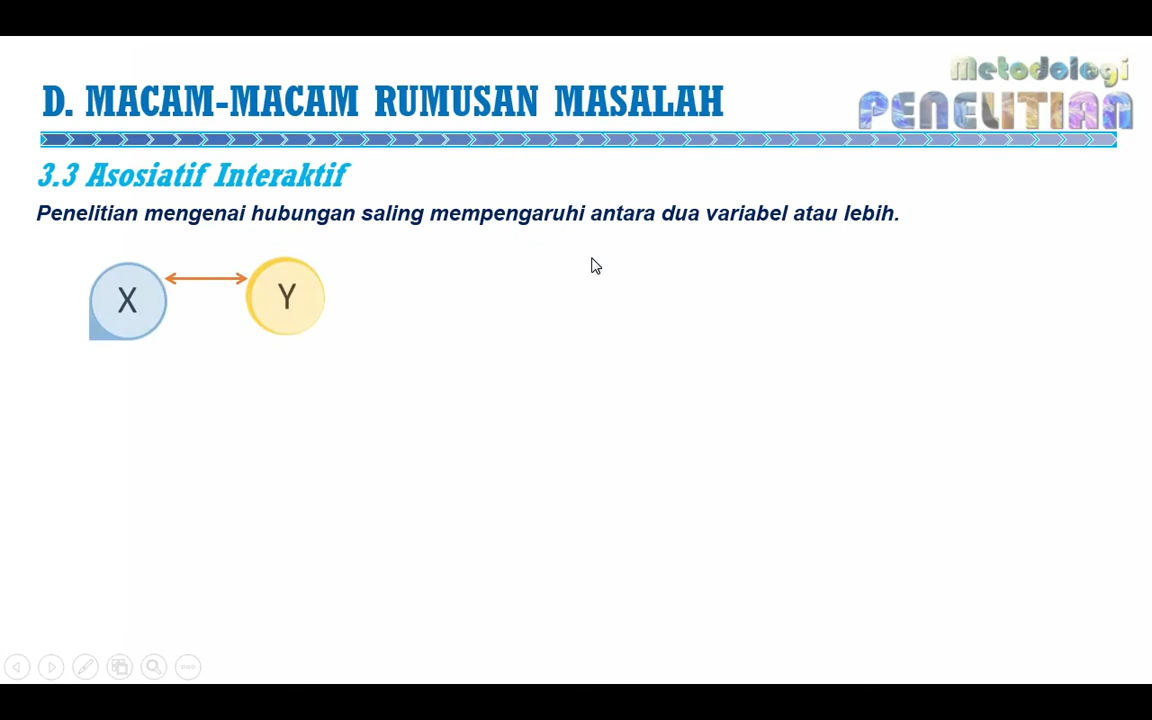 Metodologi
PENELITIAN
D. MACAM-MACAM RUMUSAN MASALAH
3.3 Asosiatif Interaktif
Penelitian mengenai hubungan saling mempengaruhi antara dua variabel atau lebih.
X
Y